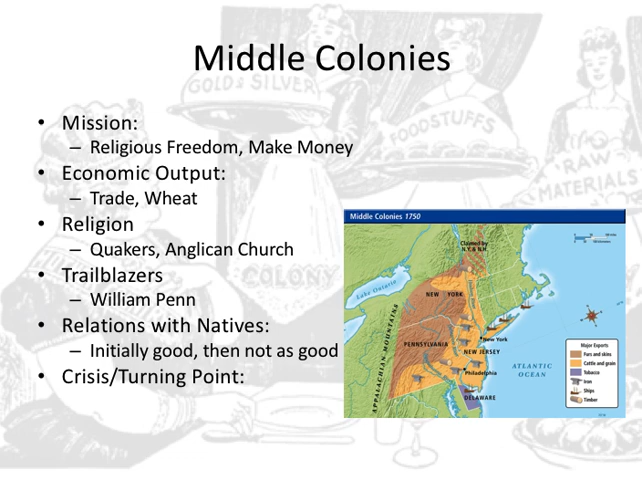 Middle Colonies
GOLD & SILVER
FOODSTUFFS
RAW
MATERIALS
COLONY
• Mission:
– Religious Freedom, Make Money
• Economic Output:
– Trade, Wheat
• Religion
– Quakers, Anglican Church
• Trailblazers
– William Penn
• Relations with Natives:
– Initially good, then not as good
• Crisis/Turning Point:
Middle Colonies 1750
Claimed by
N.Y. & N.H.
Lake Ontario
NEW YORK
APPALACHIAN MOUNTAINS
PENNSYLVANIA
New York
NEW JERSEY
Philadelphia
DELAWARE
ATLANTIC
OCEAN
Major Exports
Furs and skins
Cattle and grain
Tobacco
Iron
Ships
Timber